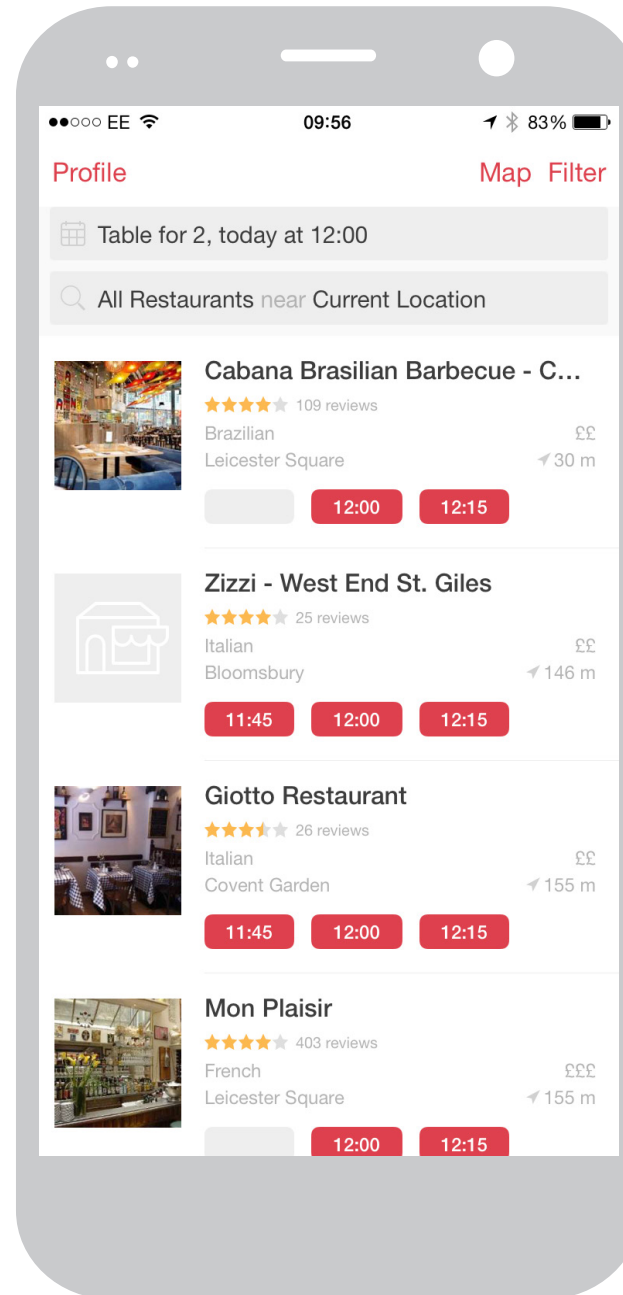 EE 09:56 83%
Profile Map Filter
Table for 2, today at 12:00
All Restaurants near Current Location
Cabana Brasilian Barbecue - C...
109 reviews
Brazilian ££
Leicester Square 30 m
12:00 12:15
Zizzi - West End St. Giles
25 reviews
Italian ££
Bloomsbury 146 m
11:45 12:00 12:15
Giotto Restaurant
26 reviews
Italian ££
Covent Garden 155 m
11:45 12:00 12:15
Mon Plaisir
403 reviews
French £££
Leicester Square 155 m
12:00 12:15